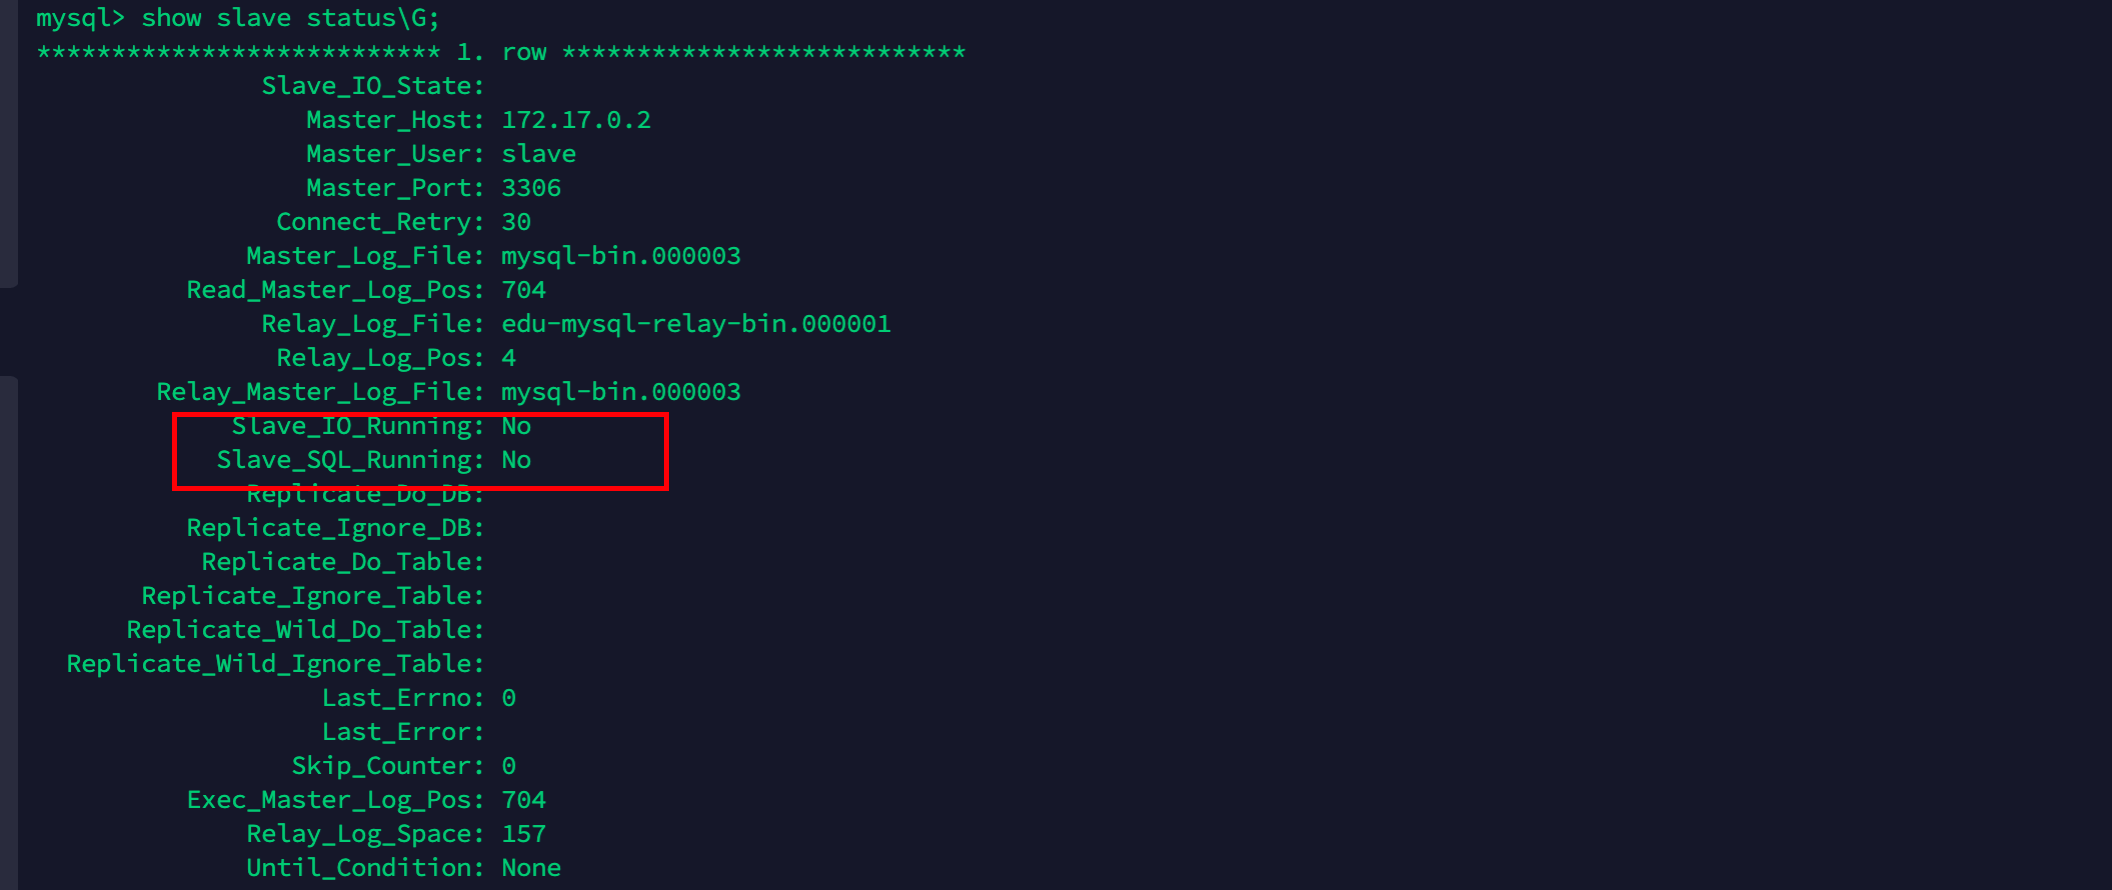 mysql> show slave status\G;
*************************** 1. row ***************************
Slave_IO_State:
Master_Host: 172.17.0.2
Master_User: slave
Master_Port: 3306
Connect_Retry: 30
Master_Log_File: mysql-bin.000003
Read_Master_Log_Pos: 704
Relay_Log_File: edu-mysql-relay-bin.000001
Relay_Log_Pos: 4
Relay_Master_Log_File: mysql-bin.000003
Slave_IO_Running: No
Slave_SQL_Running: No
Replicate_Do_DB:
Replicate_Ignore_DB:
Replicate_Do_Table:
Replicate_Ignore_Table:
Replicate_Wild_Do_Table:
Replicate_Wild_Ignore_Table:
Last_Errno: 0
Last_Error:
Skip_Counter: 0
Exec_Master_Log_Pos: 704
Relay_Log_Space: 157
Until_Condition: None